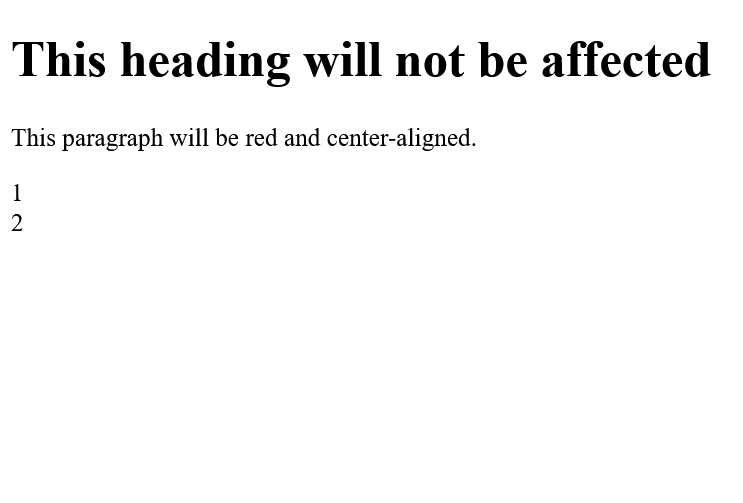 This heading will not be affected
This paragraph will be red and center-aligned.
1
2